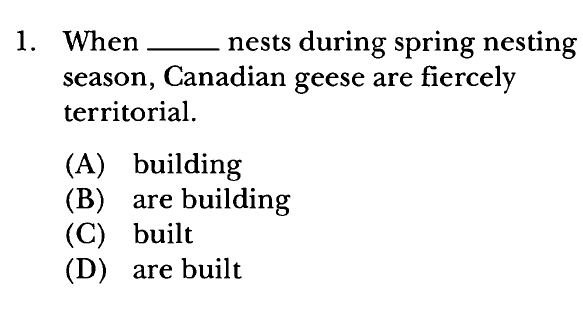 1. When _____ nests during spring nesting
season, Canadian geese are fiercely
territorial.
(A) building
(B) are building
(C) built
(D) are built